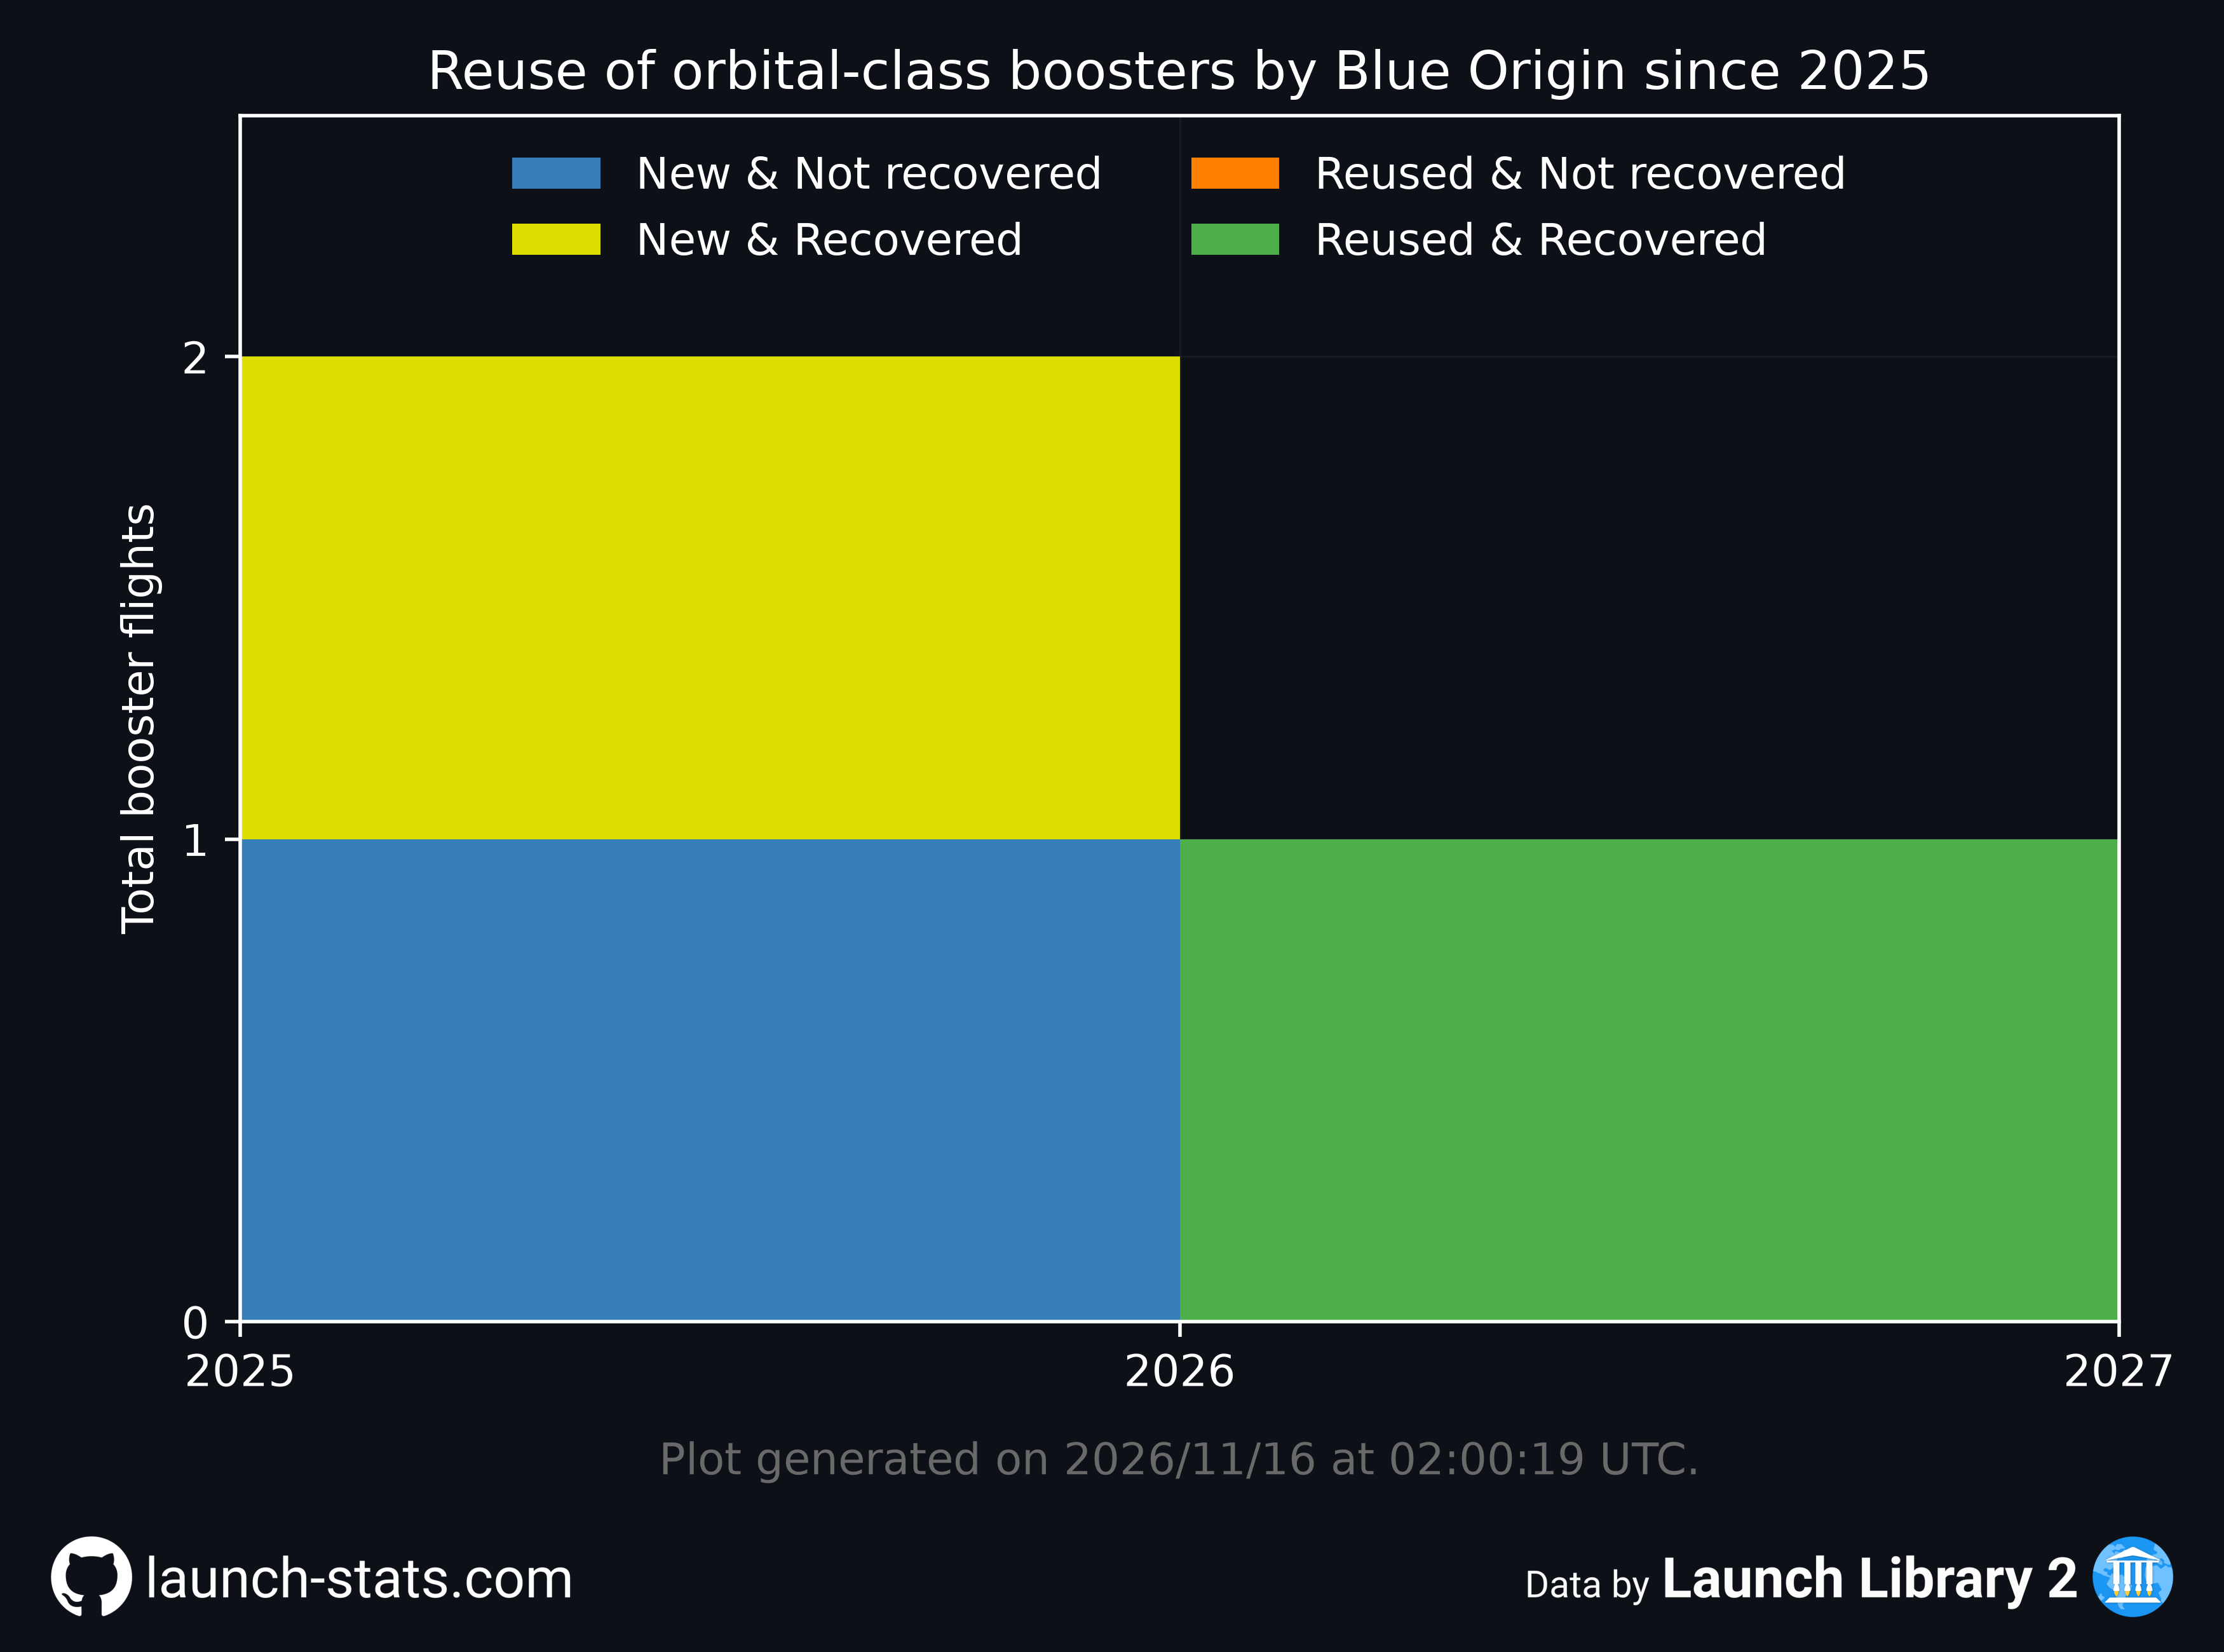 Reuse of orbital-class boosters by Blue Origin since 2025
New & Not recovered
New & Recovered
Reused & Not recovered
Reused & Recovered
Total booster flights
2
1
0
2025
2026
2027
Plot generated on 2026/11/16 at 02:00:19 UTC.
launch-stats.com
Data by Launch Library 2